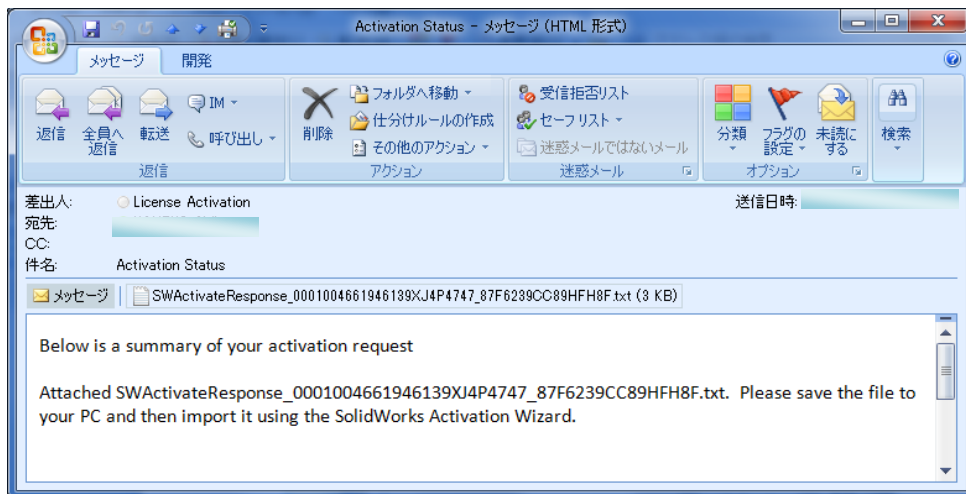 Activation Status - メッセージ (HTML 形式)
メッセージ 開発
返信 全員へ返信 転送 IM 呼び出し
削除 フォルダへ移動 仕分けルールの作成 その他のアクション
受信拒否リスト セーフ リスト 迷惑メールではないメール
分類 フラグの設定 未読にする 検索
返信 アクション 迷惑メール オプション
差出人: License Activation 送信日時:
宛先:
CC:
件名: Activation Status
メッセージ SWActivateResponse_0001004661946139XJ4P4747_87F6239CC89HFH8F.txt (3 KB)
Below is a summary of your activation request
Attached SWActivateResponse_0001004661946139XJ4P4747_87F6239CC89HFH8F.txt. Please save the file to
your PC and then import it using the SolidWorks Activation Wizard.